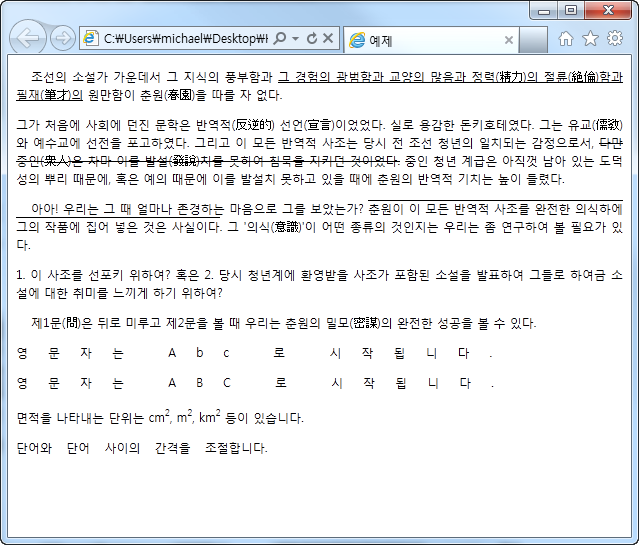 C:₩Users₩michael₩Desktop₩
예제
조선의 소설가 가운데서 그 지식의 풍부함과 그 경험의 광범함과 교양의 많음과 정력(精力)의 절륜(絶倫)함과
필재(筆才)의 원만함이 춘원(春園)을 따를 자 없다.
그가 처음에 사회에 던진 문학은 반역적(反逆的) 선언(宣言)이었었다. 실로 용감한 돈키호테였다. 그는 유교(儒敎)
와 예수교에 선전을 포고하였다. 그리고 이 모든 반역적 사조는 당시 전 조선 청년의 일치되는 감정으로서, 다만
중인(衆人)은 차마 이를 발설(發說)치를 못하여 침묵을 지키던 것이었다. 중인 청년 계급은 아직껏 남아 있는 도덕
성의 뿌리 때문에, 혹은 예의 때문에 이를 발설치 못하고 있을 때에 춘원의 반역적 기치는 높이 들렸다.
아아! 우리는 그 때 얼마나 존경하는 마음으로 그를 보았는가? 춘원이 이 모든 반역적 사조를 완전한 의식하에
그의 작품에 집어 넣은 것은 사실이다. 그 '의식(意識)'이 어떤 종류의 것인지는 우리는 좀 연구하여 볼 필요가 있
다.
1. 이 사조를 선포키 위하여? 혹은 2. 당시 청년계에 환영받을 사조가 포함된 소설을 발표하여 그들로 하여금 소
설에 대한 취미를 느끼게 하기 위하여?
제1문(問)은 뒤로 미루고 제2문을 볼 때 우리는 춘원의 밀모(密謀)의 완전한 성공을 볼 수 있다.
영 문 자 는 A b c 로 시 작 됩 니 다 .
영 문 자 는 A B C 로 시 작 됩 니 다 .
면적을 나타내는 단위는 cm², m², km² 등이 있습니다.
단어와 단어 사이의 간격을 조절합니다.